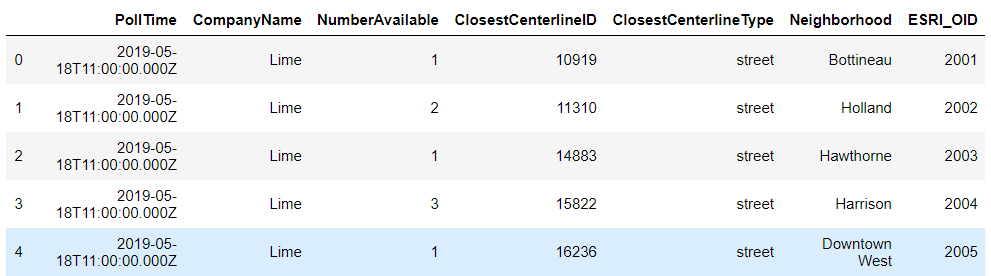 PollTime CompanyName NumberAvailable ClosestCenterlineID ClosestCenterlineType Neighborhood ESRI_OID
0 2019-05-18T11:00:00.000Z Lime 1 10919 street Bottineau 2001
1 2019-05-18T11:00:00.000Z Lime 2 11310 street Holland 2002
2 2019-05-18T11:00:00.000Z Lime 1 14883 street Hawthorne 2003
3 2019-05-18T11:00:00.000Z Lime 3 15822 street Harrison 2004
4 2019-05-18T11:00:00.000Z Lime 1 16236 street Downtown West 2005